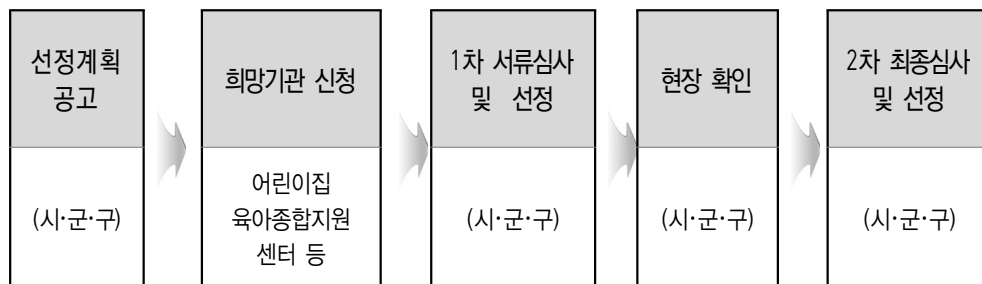 선정계획
공고
(시·군·구)
희망기관 신청
어린이집
육아종합지원
센터 등
1차 서류심사
및 선정
(시·군·구)
현장 확인
(시·군·구)
2차 최종심사
및 선정
(시·군·구)